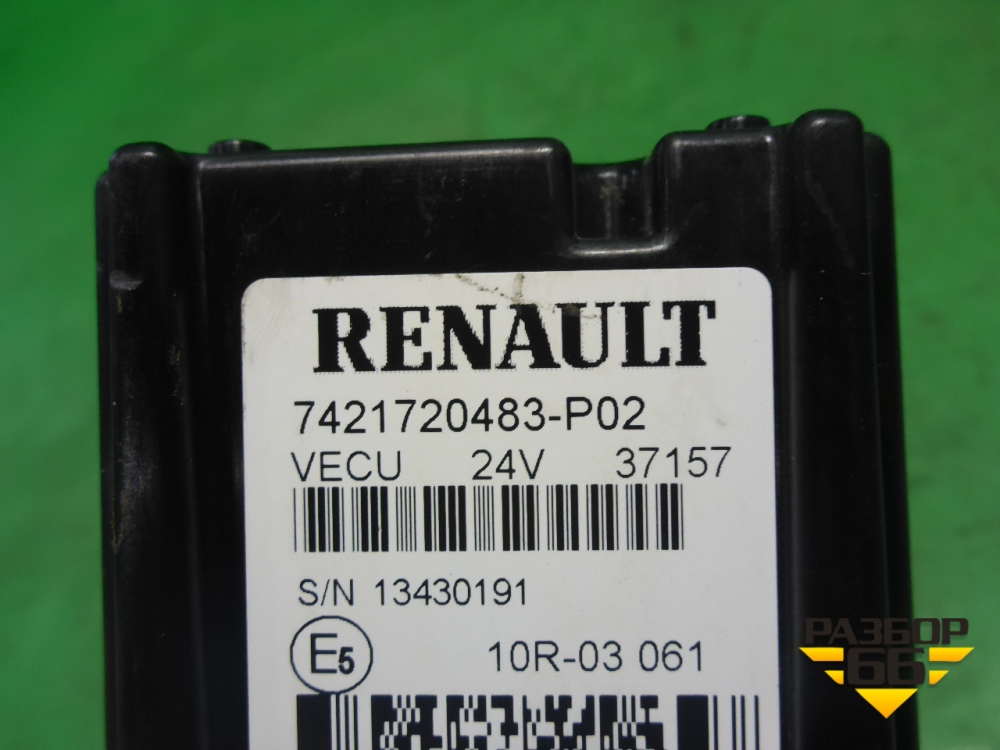 RENAULT
7421720483-P02
VECU 24V 37157
S/N 13430191
E5 10R-03 061
РАЗБОР
66